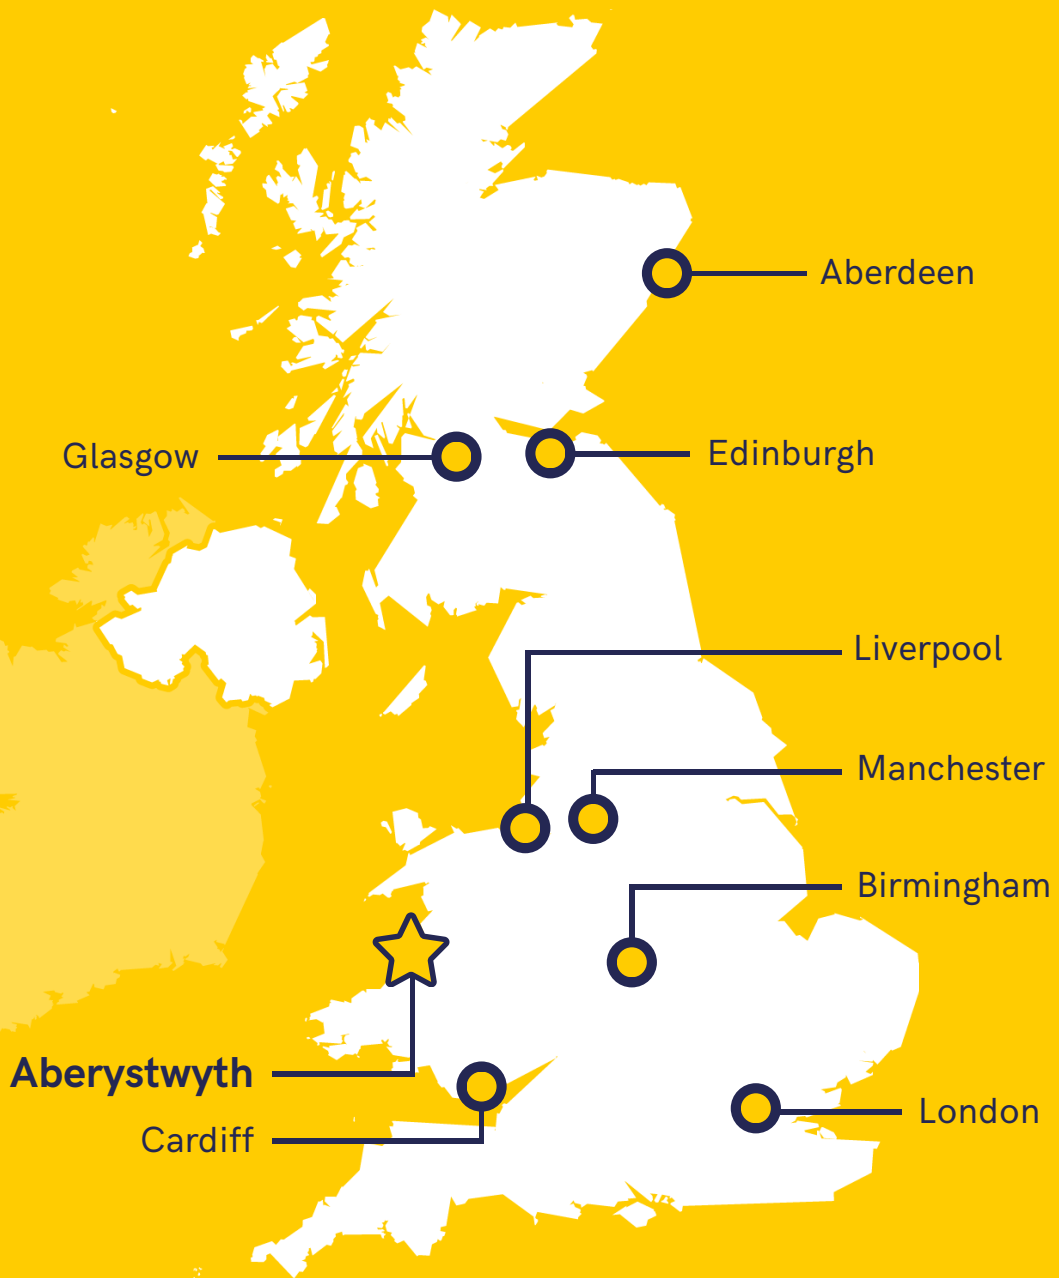 Aberdeen
Glasgow
Edinburgh
Liverpool
Manchester
Birmingham
Aberystwyth
Cardiff
London